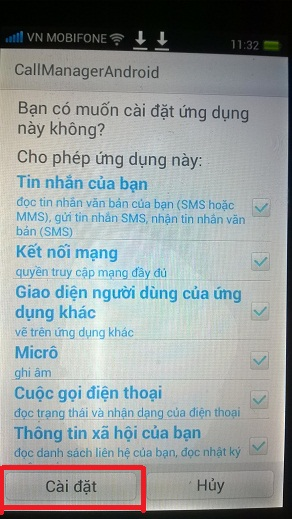 VN MOBIFONE 11:32
CallManagerAndroid
Bạn có muốn cài đặt ứng dụng
này không?
Cho phép ứng dụng này:
Tin nhắn của bạn
đọc tin nhắn văn bản của bạn (SMS hoặc
MMS), gửi tin nhắn SMS, nhận tin nhắn văn
bản (SMS)
Kết nối mạng
quyền truy cập mạng đầy đủ
Giao diện người dùng của ứng
dụng khác
vẽ trên ứng dụng khác
Micrô
ghi âm
Cuộc gọi điện thoại
đọc trạng thái và nhận dạng của điện thoại
Thông tin xã hội của bạn
đọc danh sách liên hệ của bạn, đọc nhật ký
Cài đặt Hủy